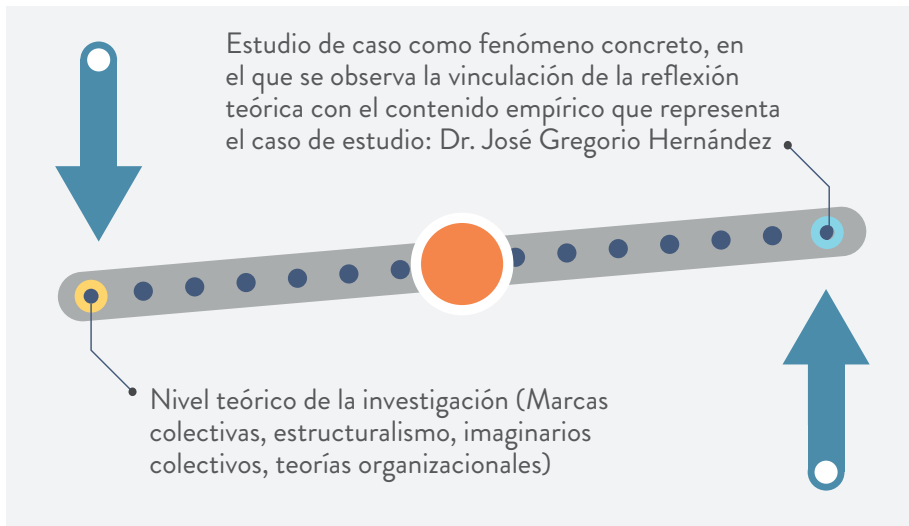 Estudio de caso como fenómeno concreto, en
el que se observa la vinculación de la reflexión
teórica con el contenido empírico que representa
el caso de estudio: Dr. José Gregorio Hernández
Nivel teórico de la investigación (Marcas
colectivas, estructuralismo, imaginarios
colectivos, teorías organizacionales)